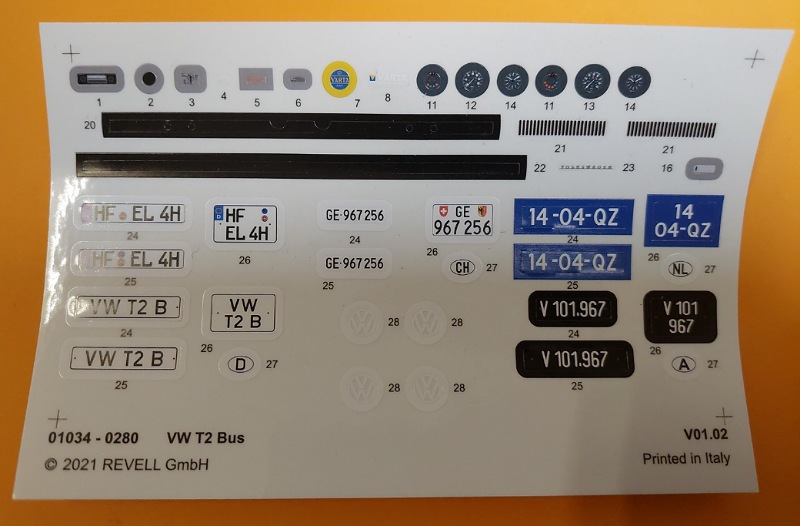 1 2 3 4 5 6 7 8 11 12 14 11 13 14
VARTA
20
21 21
22 VOLKSWAGEN 23 16
HF EL 4H
24
HF
EL 4H
26
GE·967 256
24
GE
967 256
26
14-04-QZ
24
14
04-QZ
26
HF EL 4H
25
GE·967 256
25
CH 27
14-04-QZ
25
NL 27
VW T2 B
24
VW
T2 B
26
28 28
V 101.967
24
V 101
967
26
VW T2 B
25
D 27
28 28
V 101.967
25
A 27
01034 - 0280 VW T2 Bus
V01.02
© 2021 REVELL GmbH
Printed in Italy